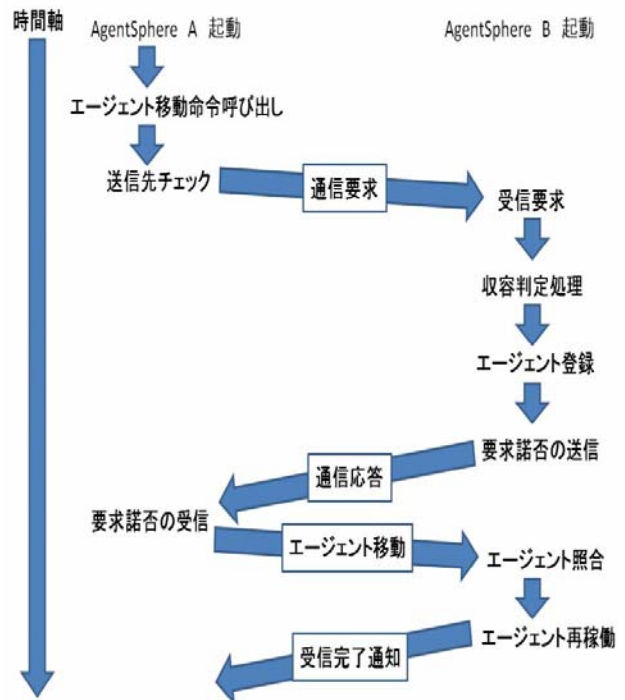 時間軸
AgentSphere A 起動
AgentSphere B 起動
エージェント移動命令呼び出し
送信先チェック
通信要求
受信要求
収容判定処理
エージェント登録
要求諾否の送信
通信応答
要求諾否の受信
エージェント移動
エージェント照合
エージェント再稼働
受信完了通知